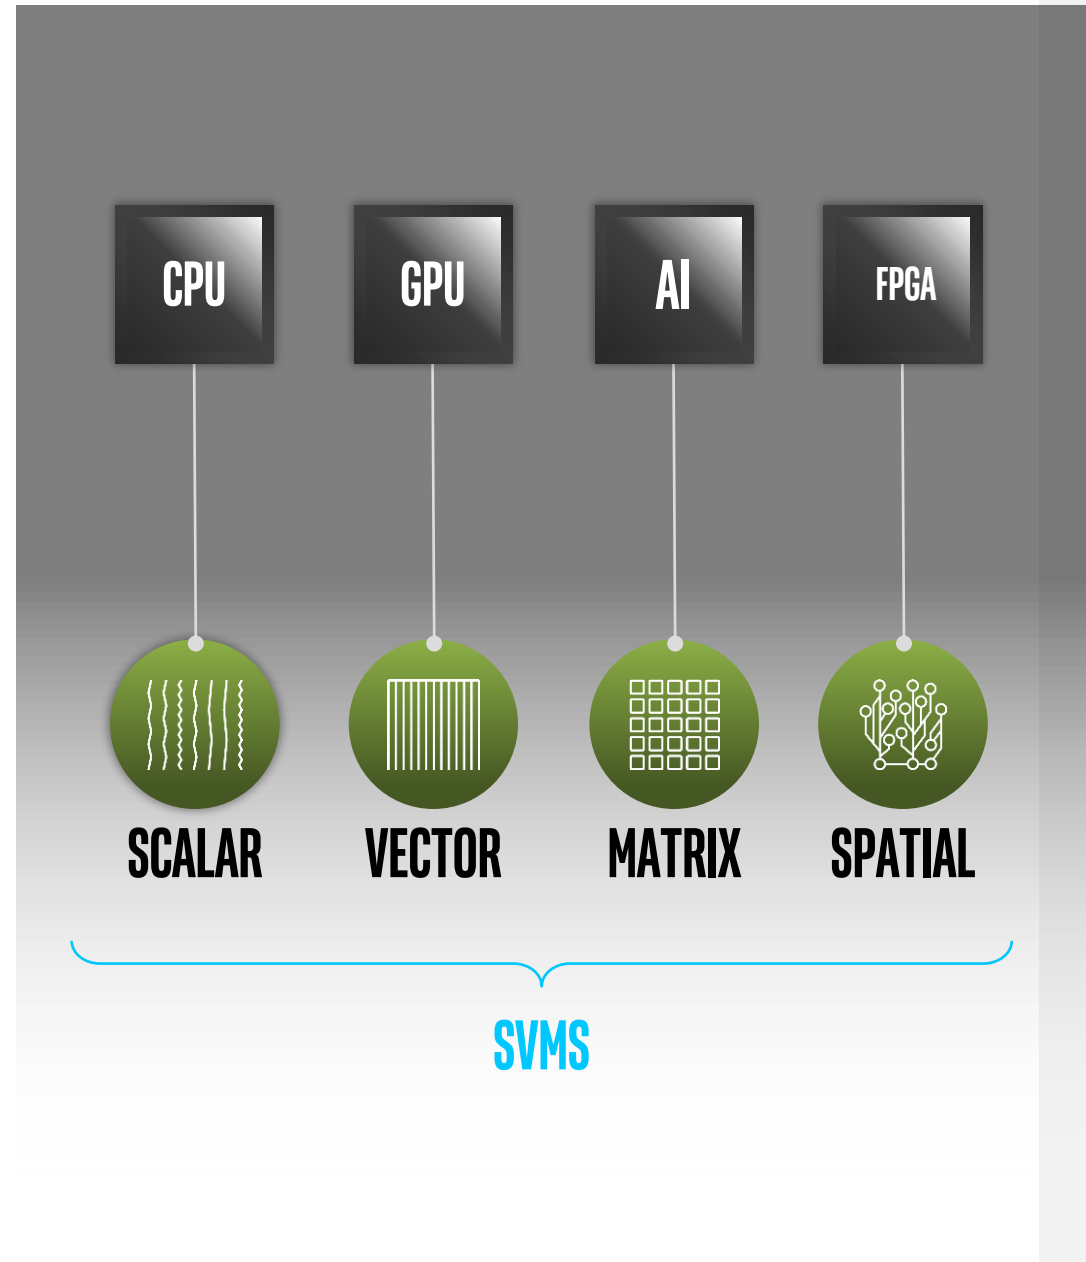 CPU
GPU
AI
FPGA
SCALAR
VECTOR
MATRIX
SPATIAL
SVMS